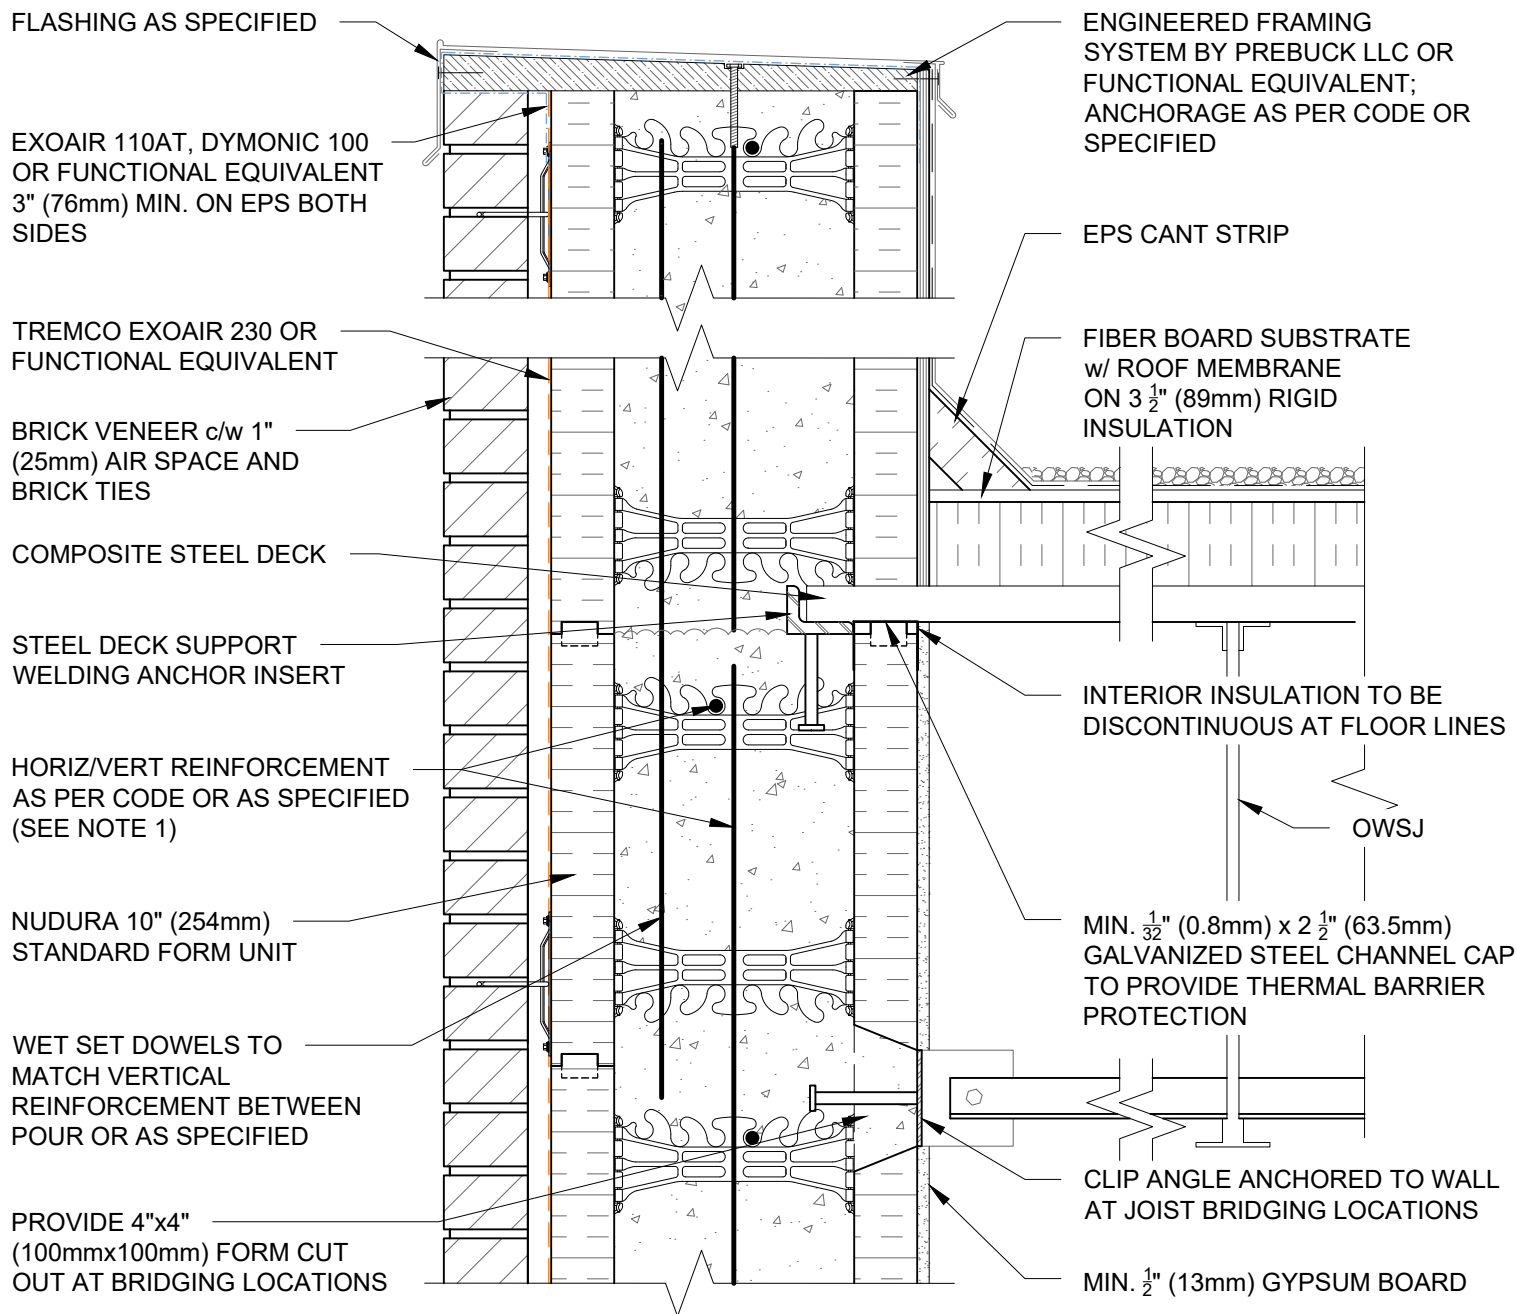 FLASHING AS SPECIFIED
EXOAIR 110AT, DYMONIC 100
OR FUNCTIONAL EQUIVALENT
3" (76mm) MIN. ON EPS BOTH
SIDES
TREMCO EXOAIR 230 OR
FUNCTIONAL EQUIVALENT
BRICK VENEER c/w 1"
(25mm) AIR SPACE AND
BRICK TIES
COMPOSITE STEEL DECK
STEEL DECK SUPPORT
WELDING ANCHOR INSERT
HORIZ/VERT REINFORCEMENT
AS PER CODE OR AS SPECIFIED
(SEE NOTE 1)
NUDURA 10" (254mm)
STANDARD FORM UNIT
WET SET DOWELS TO
MATCH VERTICAL
REINFORCEMENT BETWEEN
POUR OR AS SPECIFIED
PROVIDE 4"x4"
(100mmx100mm) FORM CUT
OUT AT BRIDGING LOCATIONS
ENGINEERED FRAMING
SYSTEM BY PREBUCK LLC OR
FUNCTIONAL EQUIVALENT;
ANCHORAGE AS PER CODE OR
SPECIFIED
EPS CANT STRIP
FIBER BOARD SUBSTRATE
w/ ROOF MEMBRANE
ON 3 1/2" (89mm) RIGID
INSULATION
INTERIOR INSULATION TO BE
DISCONTINUOUS AT FLOOR LINES
OWSJ
MIN. 1/32" (0.8mm) x 2 1/2" (63.5mm)
GALVANIZED STEEL CHANNEL CAP
TO PROVIDE THERMAL BARRIER
PROTECTION
CLIP ANGLE ANCHORED TO WALL
AT JOIST BRIDGING LOCATIONS
MIN. 1/2" (13mm) GYPSUM BOARD